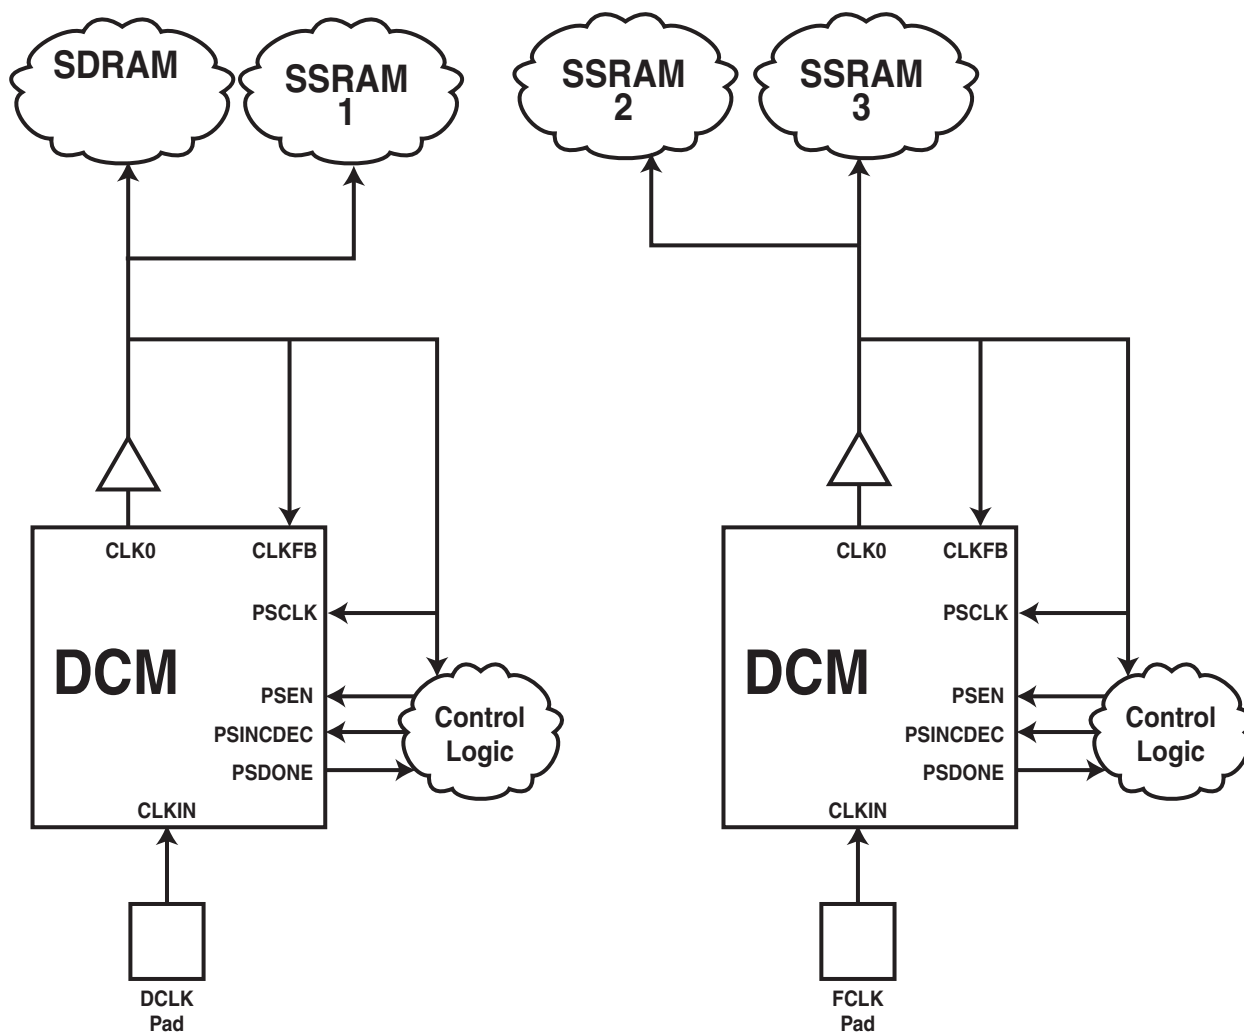 SDRAM
SSRAM
1
SSRAM
2
SSRAM
3
CLK0
CLKFB
PSCLK
DCM
PSEN
PSINCDEC
PSDONE
CLKIN
Control
Logic
DCLK
Pad
CLK0
CLKFB
PSCLK
DCM
PSEN
PSINCDEC
PSDONE
CLKIN
Control
Logic
FCLK
Pad